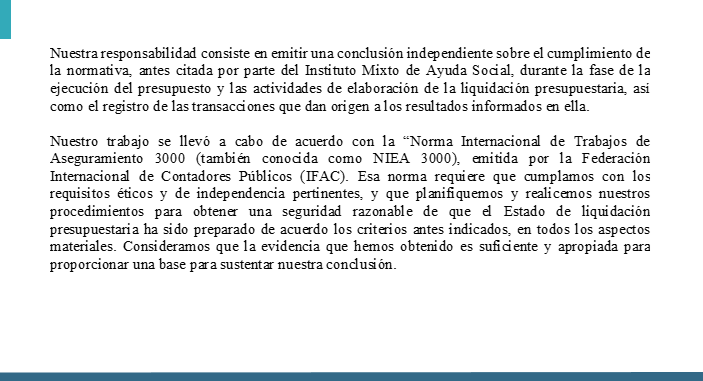 Nuestra responsabilidad consiste en emitir una conclusión independiente sobre el cumplimiento de
la normativa, antes citada por parte del Instituto Mixto de Ayuda Social, durante la fase de la
ejecución del presupuesto y las actividades de elaboración de la liquidación presupuestaria, así
como el registro de las transacciones que dan origen a los resultados informados en ella.
Nuestro trabajo se llevó a cabo de acuerdo con la “Norma Internacional de Trabajos de
Aseguramiento 3000 (también conocida como NIEA 3000), emitida por la Federación
Internacional de Contadores Públicos (IFAC). Esa norma requiere que cumplamos con los
requisitos éticos y de independencia pertinentes, y que planifiquemos y realicemos nuestros
procedimientos para obtener una seguridad razonable de que el Estado de liquidación
presupuestaria ha sido preparado de acuerdo los criterios antes indicados, en todos los aspectos
materiales. Consideramos que la evidencia que hemos obtenido es suficiente y apropiada para
proporcionar una base para sustentar nuestra conclusión.